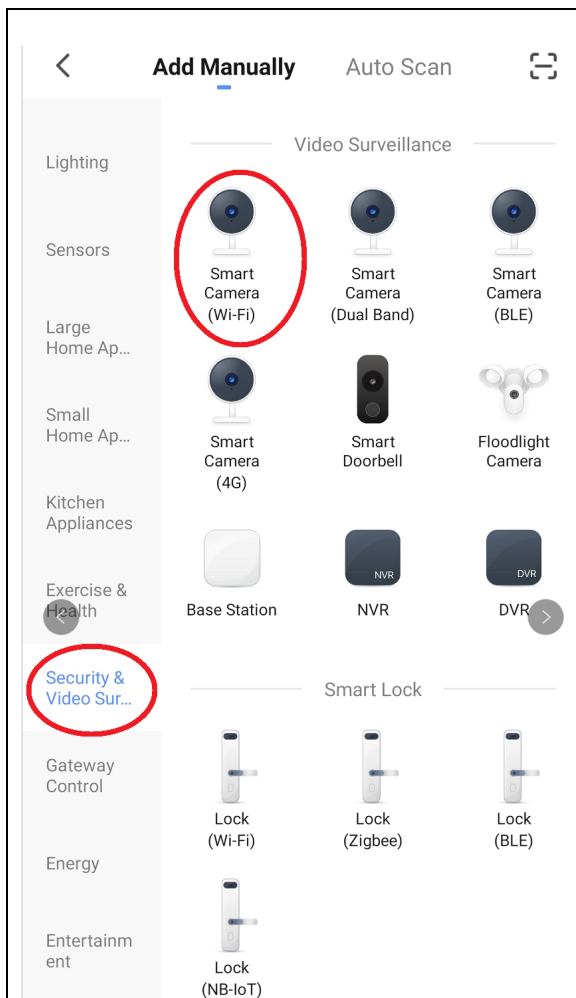 Add Manually
Auto Scan
Lighting
Sensors
Large
Home Ap...
Small
Home Ap...
Kitchen
Appliances
Exercise &
Health
Security &
Video Sur...
Gateway
Control
Energy
Entertainm
ent
Video Surveillance
Smart
Camera
(Wi-Fi)
Smart
Camera
(Dual Band)
Smart
Camera
(BLE)
Smart
Camera
(4G)
Smart
Doorbell
Floodlight
Camera
Base Station
NVR
NVR
DVR
DVR
Smart Lock
Lock
(Wi-Fi)
Lock
(Zigbee)
Lock
(BLE)
Lock
(NB-IoT)